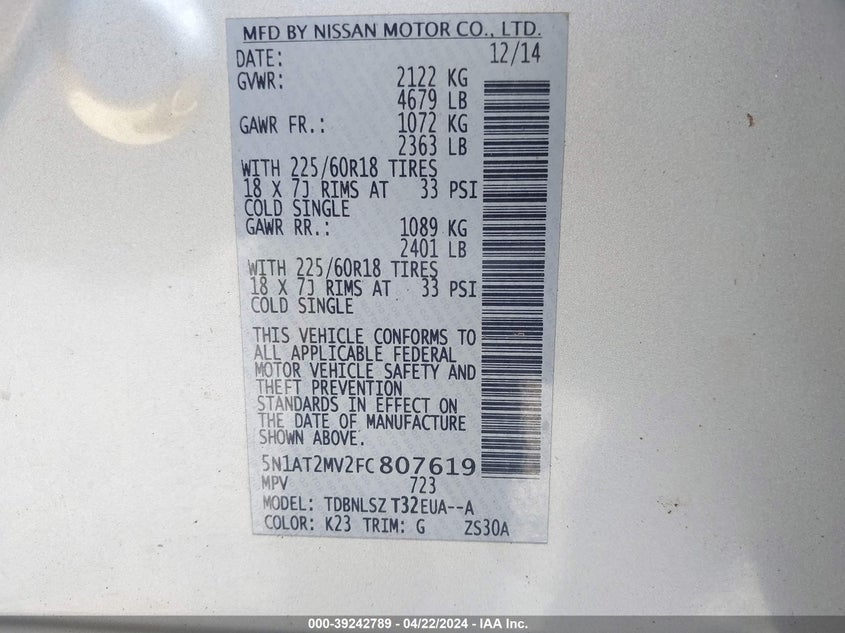 MFD BY NISSAN MOTOR CO., LTD.
DATE: 12/14
GVWR: 2122 KG
4679 LB
GAWR FR.: 1072 KG
2363 LB
WITH 225/60R18 TIRES
18 X 7J RIMS AT 33 PSI
COLD SINGLE
GAWR RR.: 1089 KG
2401 LB
WITH 225/60R18 TIRES
18 X 7J RIMS AT 33 PSI
COLD SINGLE
THIS VEHICLE CONFORMS TO
ALL APPLICABLE FEDERAL
MOTOR VEHICLE SAFETY AND
THEFT PREVENTION
STANDARDS IN EFFECT ON
THE DATE OF MANUFACTURE
SHOWN ABOVE.
5N1AT2MV2FC807619
MPV 723
MODEL: TDBNLSZ T32EUA--A
COLOR: K23 TRIM: G ZS30A
000-39242789 - 04/22/2024 - IAA Inc.